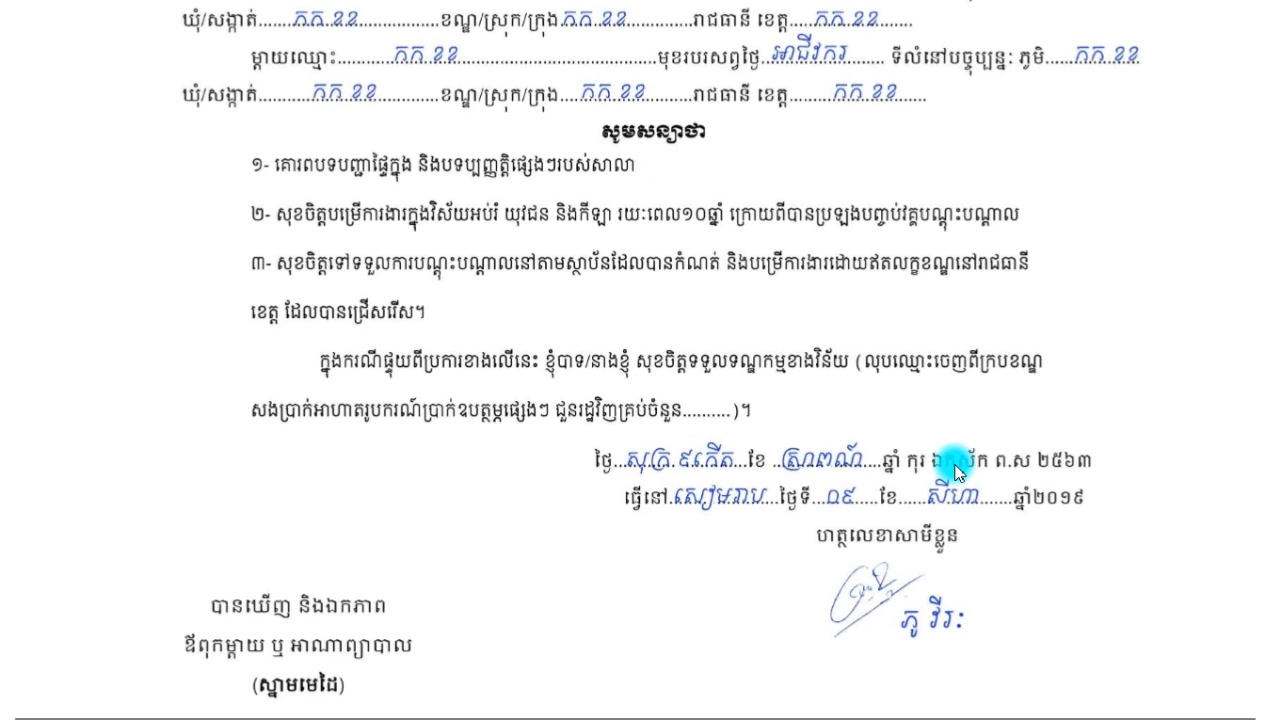 ឃុំ/សង្កាត់......កក ខខ................ខណ្ឌ/ស្រុក/ក្រុង.កក ខខ.............រាជធានី ខេត្ត......កក ខខ.......
ម្តាយឈ្មោះ...........កក ខខ........................................មុខរបរសព្វថ្ងៃ..អាជីវករ........ ទីលំនៅបច្ចុប្បន្នៈ ភូមិ......កក ខខ
ឃុំ/សង្កាត់...........កក ខខ.............ខណ្ឌ/ស្រុក/ក្រុង....កក ខខ..........រាជធានី ខេត្ត.........កក ខខ......
សូមសន្យាថា
១- គោរពបទបញ្ជាផ្ទៃក្នុង និងបទប្បញ្ញត្តិផ្សេងៗរបស់សាលា
២- សុខចិត្តបម្រើការងារក្នុងវិស័យអប់រំ យុវជន និងកីឡា រយៈពេល១០ឆ្នាំ ក្រោយពីបានប្រឡងបញ្ចប់វគ្គបណ្តុះបណ្តាល
៣- សុខចិត្តទៅទទួលការបណ្តុះបណ្តាលនៅតាមស្ថាប័នដែលបានកំណត់ និងបម្រើការងារដោយឥតលក្ខខណ្ឌនៅរាជធានី
ខេត្ត ដែលបានជ្រើសរើស។
ក្នុងករណីផ្ទុយពីប្រការខាងលើនេះ ខ្ញុំបាទ/នាងខ្ញុំ សុខចិត្តទទួលទណ្ឌកម្មខាងវិន័យ (លុបឈ្មោះចេញពីក្របខណ្ឌ
សងប្រាក់អាហារូបករណ៍ប្រាក់ឧបត្ថម្ភផ្សេងៗ ជូនរដ្ឋវិញគ្រប់ចំនួន..........)។
ថ្ងៃ...សុក្រ ៩កើត...ខែ ..ស្រាពណ៍....ឆ្នាំ កុរ ឯកស័ក ព.ស ២៥៦៣
ធ្វើនៅ.សៀមរាប...ថ្ងៃទី...០៩.....ខែ......សីហា.......ឆ្នាំ២០១៩
ហត្ថលេខាសាមីខ្លួន
ភូ វីរៈ
បានឃើញ និងឯកភាព
ឪពុកម្តាយ ឬ អាណាព្យាបាល
(ស្នាមមេដៃ)